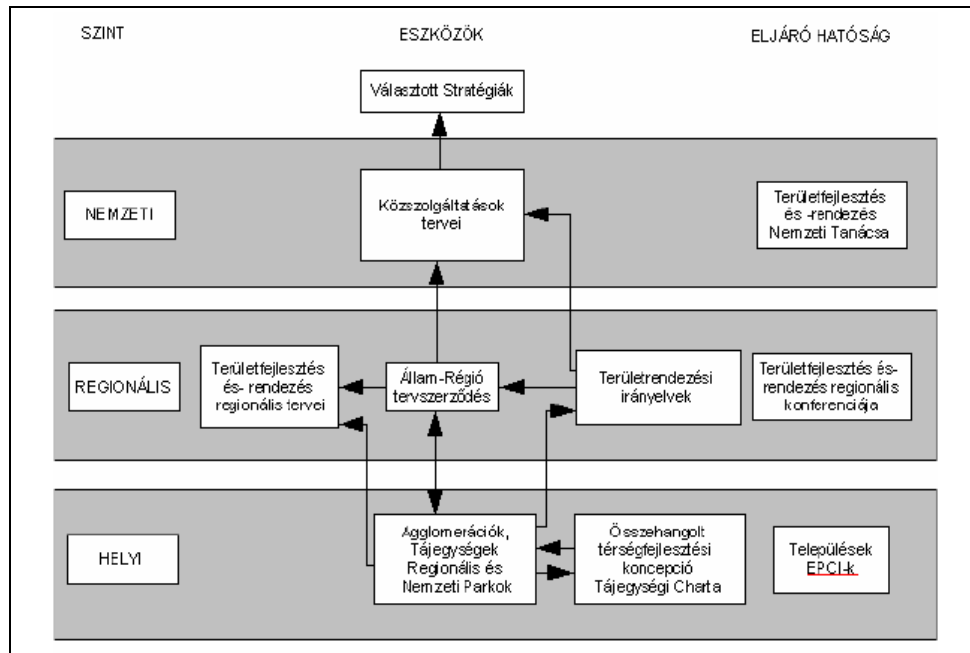 SZINT
ESZKÖZÖK
ELJÁRÓ HATÓSÁG
Választott Stratégiák
NEMZETI
Közszolgáltatások
tervei
Területfejlesztés
és -rendezés
Nemzeti Tanácsa
REGIONÁLIS
Területfejlesztés
és- rendezés
regionális tervei
Állam-Régió
tervszerződés
Területrendezési
irányelvek
Területfejlesztés és-
rendezés regionális
konferenciája
HELYI
Agglomerációk,
Tájegységek
Regionális és
Nemzeti Parkok
Összehangolt
térségfejlesztési
koncepció
Tájegységi Charta
Települések
EPCI-k